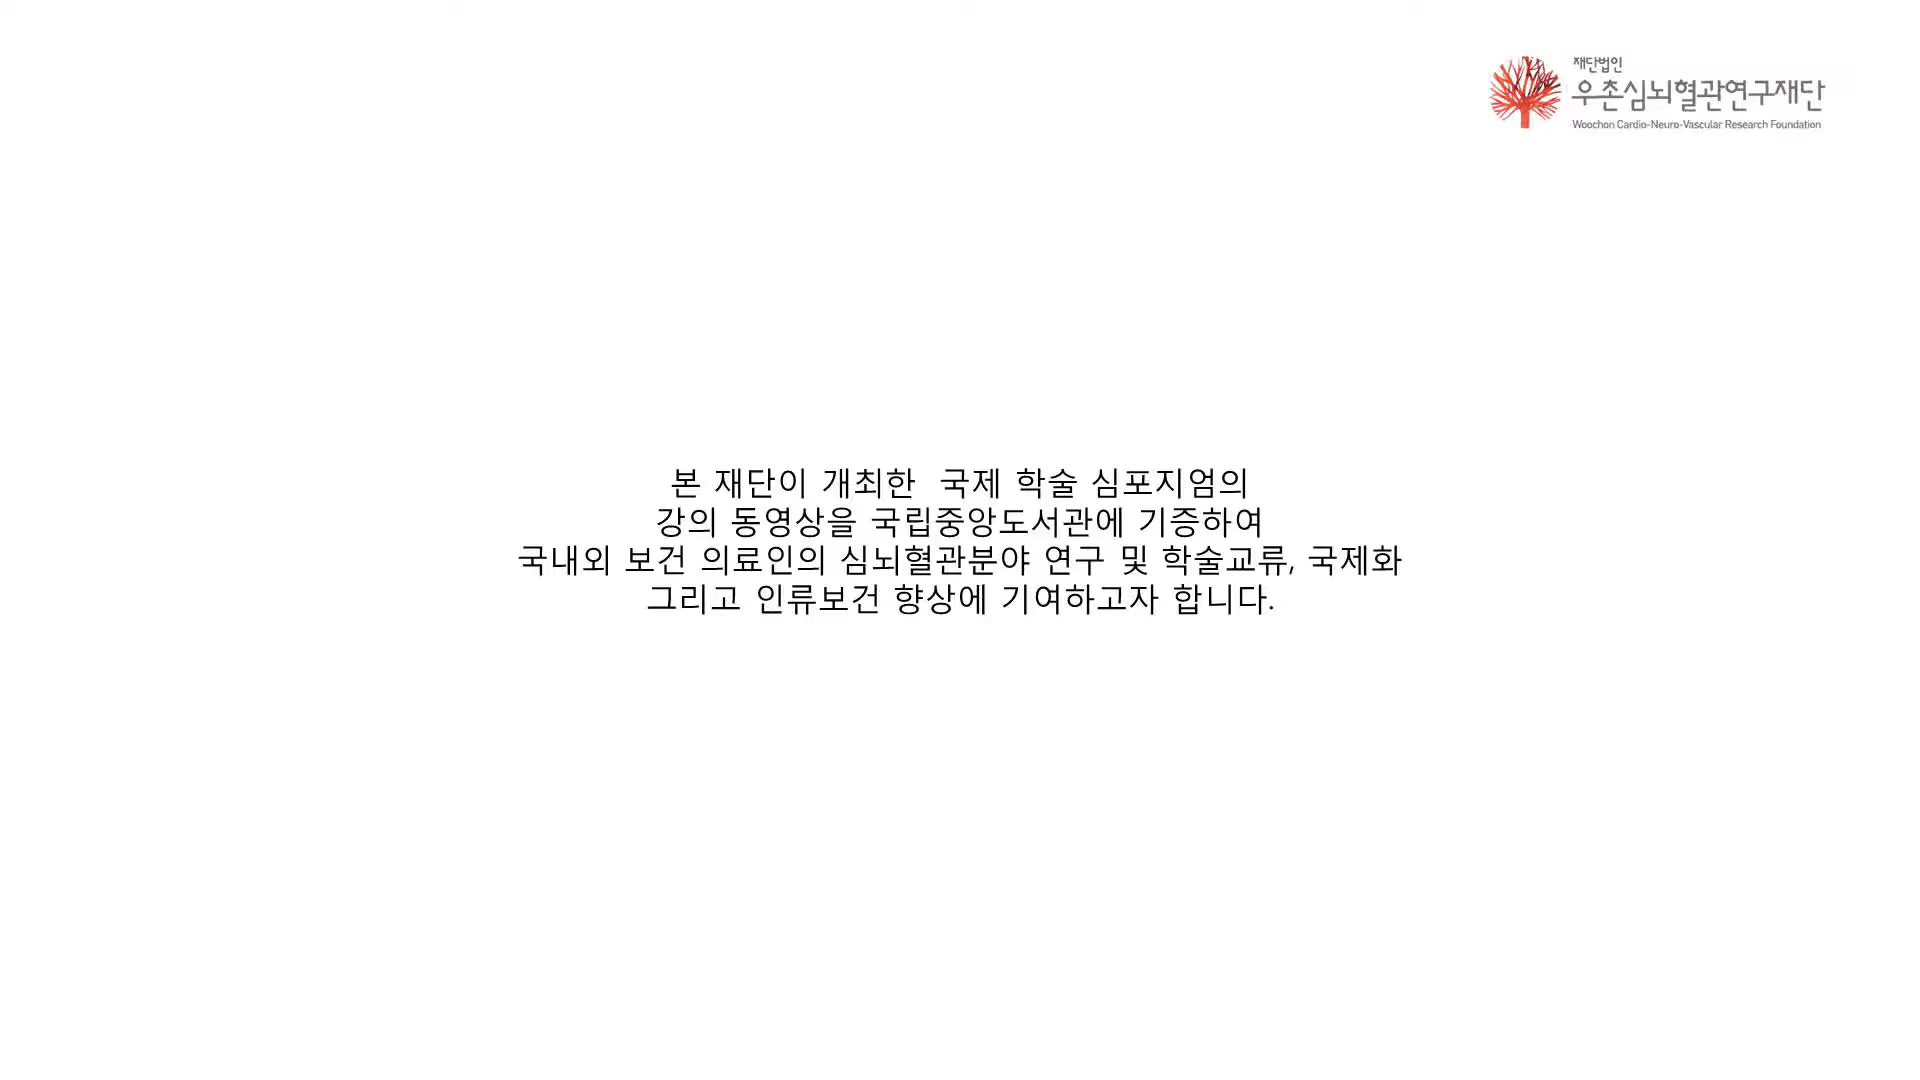 재단법인
우촌심뇌혈관연구재단
Woochon Cardio-Neuro-Vascular Research Foundation
본 재단이 개최한 국제 학술 심포지엄의
강의 동영상을 국립중앙도서관에 기증하여
국내외 보건 의료인의 심뇌혈관분야 연구 및 학술교류, 국제화
그리고 인류보건 향상에 기여하고자 합니다.